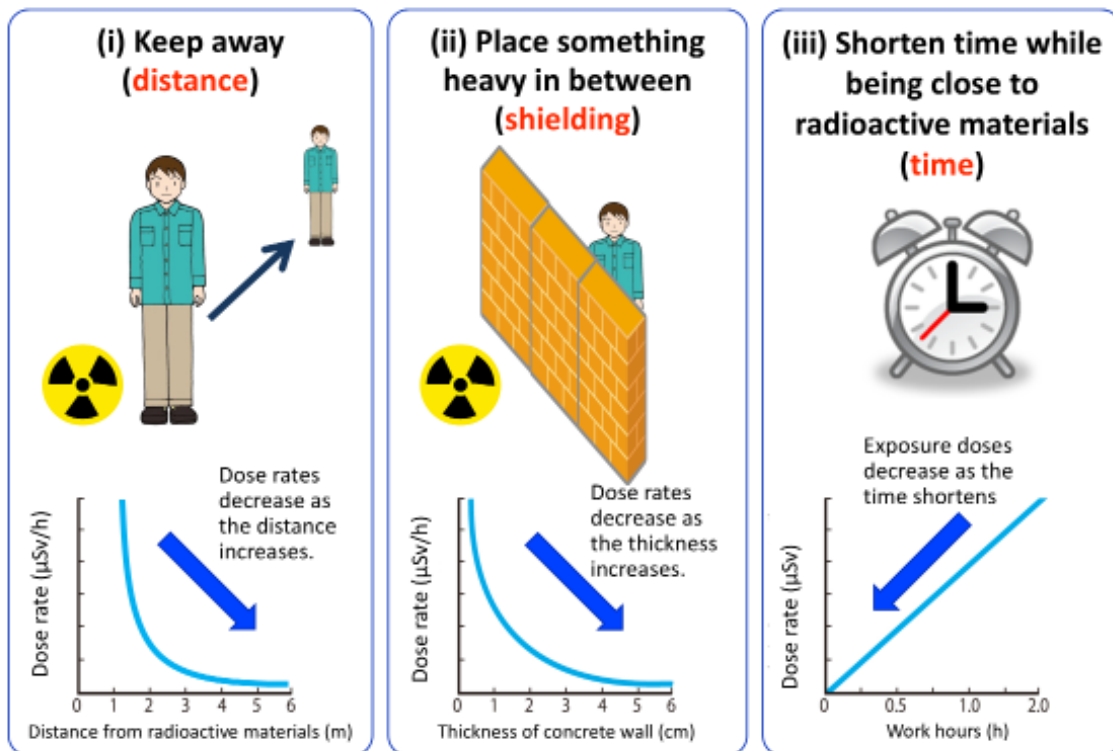 (i) Keep away
(distance)
Dose rates
decrease as
the distance
increases.
Dose rate (μSv/h)
0 1 2 3 4 5 6
Distance from radioactive materials (m)
(ii) Place something
heavy in between
(shielding)
Dose rates
decrease as
the thickness
increases.
Dose rate (μSv/h)
0 1 2 3 4 5 6
Thickness of concrete wall (cm)
(iii) Shorten time while
being close to
radioactive materials
(time)
Exposure doses
decrease as the
time shortens
Dose rate (μSv)
0 0.5 1.0 2.0
Work hours (h)